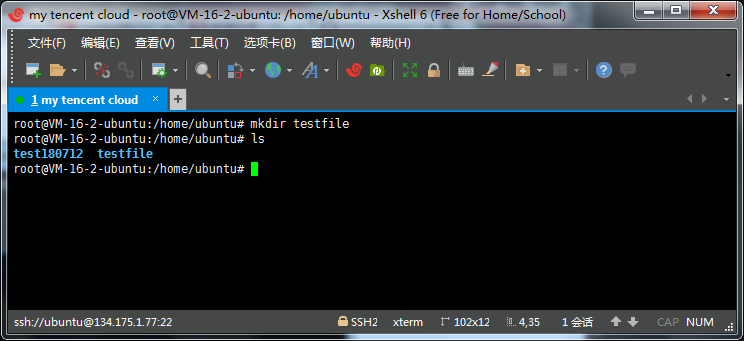 my tencent cloud - root@VM-16-2-ubuntu: /home/ubuntu - Xshell 6 (Free for Home/School)
文件(F) 编辑(E) 查看(V) 工具(T) 选项卡(B) 窗口(W) 帮助(H)
1 my tencent cloud × +
root@VM-16-2-ubuntu:/home/ubuntu# mkdir testfile
root@VM-16-2-ubuntu:/home/ubuntu# ls
test180712 testfile
root@VM-16-2-ubuntu:/home/ubuntu#
ssh://ubuntu@134.175.1.77:22 SSH2 xterm 102x12 4,35 1 会话 CAP NUM